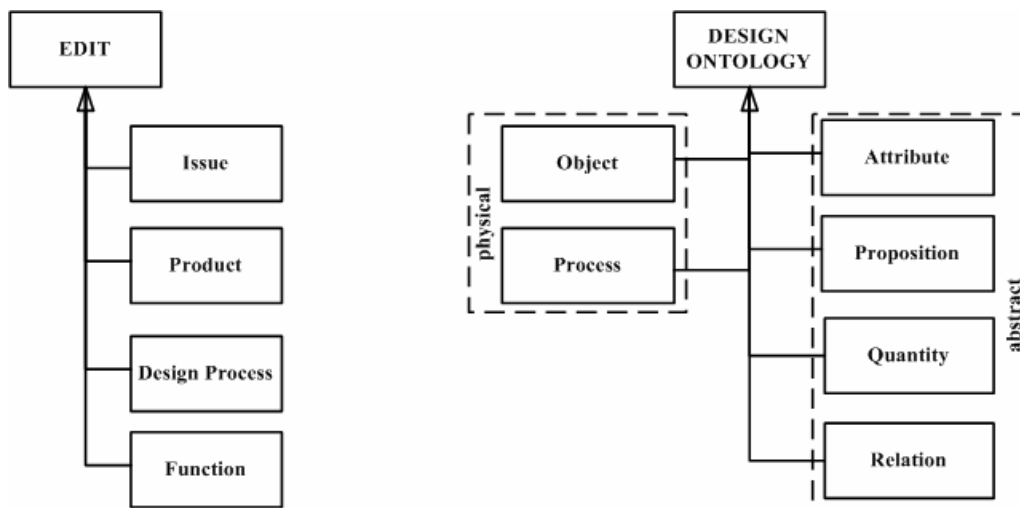 EDIT
Issue
Product
Design Process
Function
DESIGN
ONTOLOGY
physical
Object
Process
Attribute
Proposition
Quantity
Relation
abstract